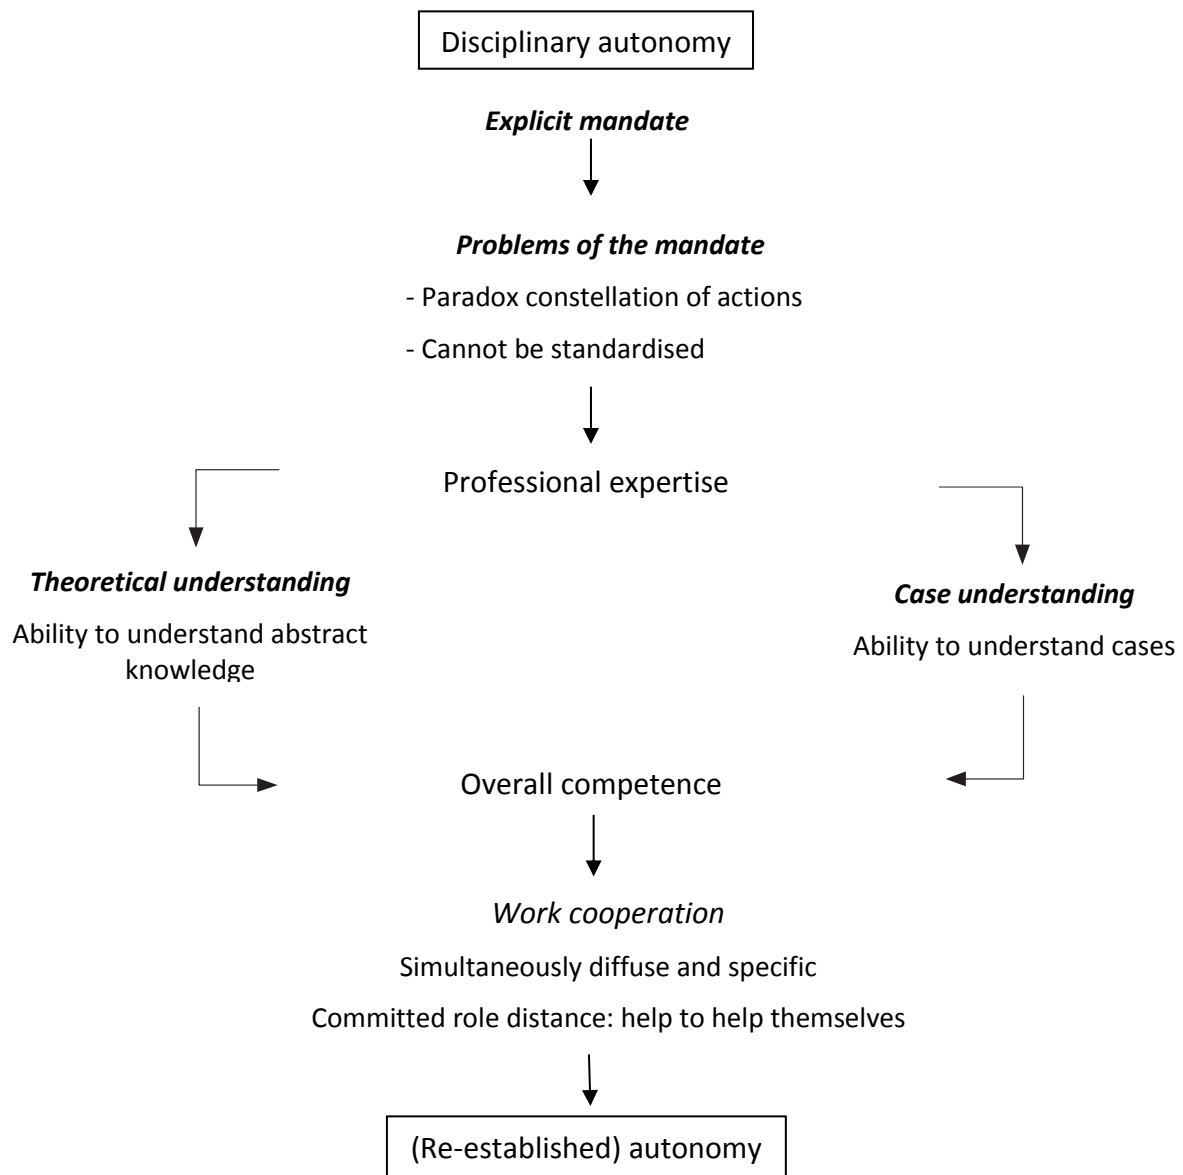 Disciplinary autonomy
Explicit mandate
Problems of the mandate
- Paradox constellation of actions
- Cannot be standardised
Professional expertise
Theoretical understanding
Ability to understand abstract
knowledge
Case understanding
Ability to understand cases
Overall competence
Work cooperation
Simultaneously diffuse and specific
Committed role distance: help to help themselves
(Re-established) autonomy